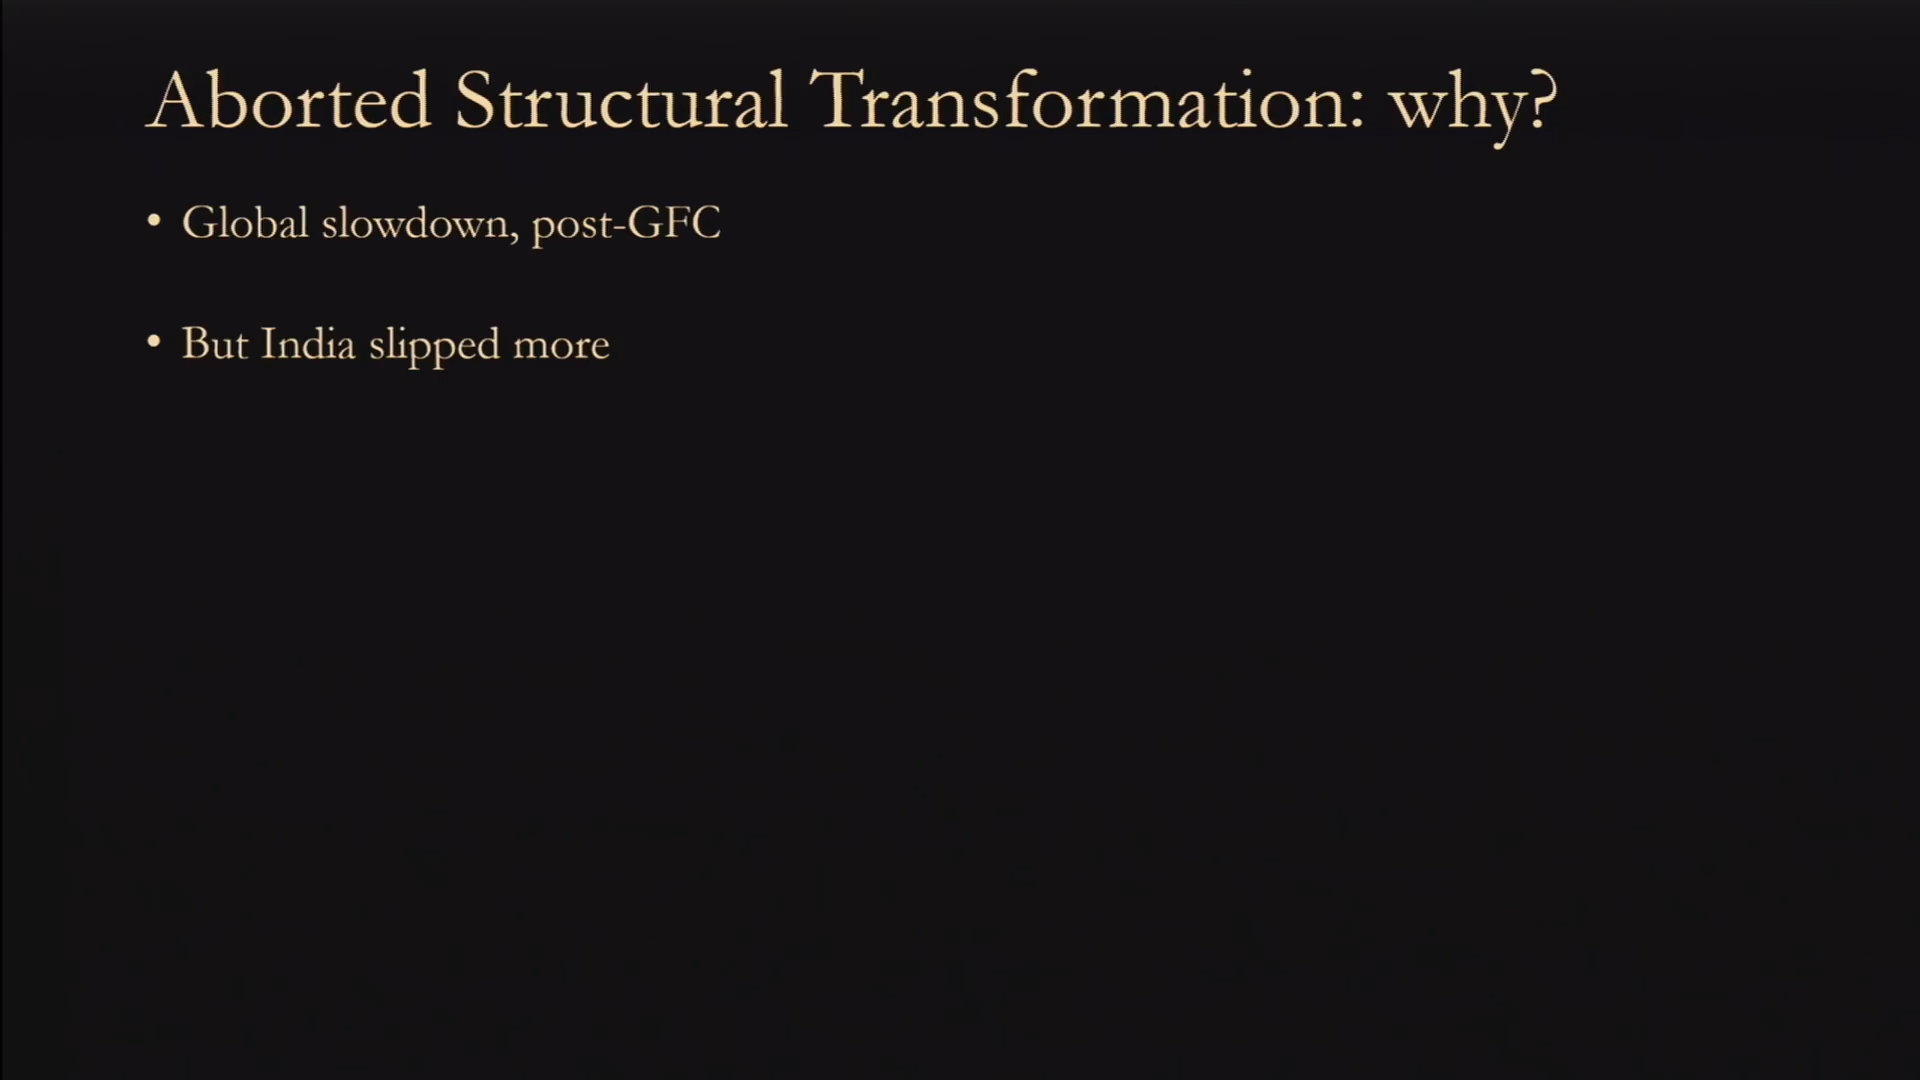 Aborted Structural Transformation: why?
• Global slowdown, post-GFC
• But India slipped more